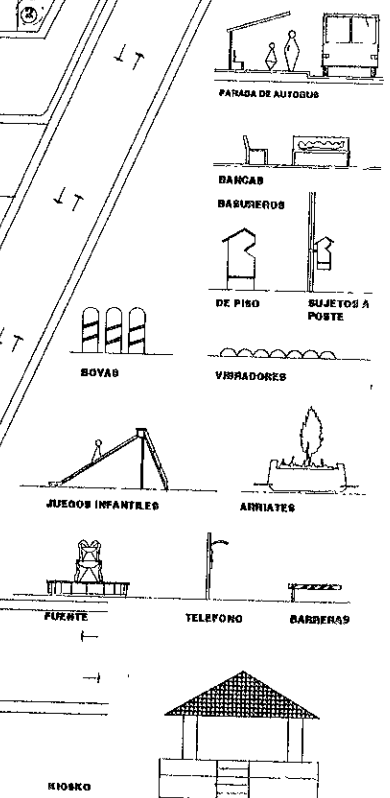 PARADA DE AUTOBUS
BANCAS
BASUREROS
DE PISO
SUJETOS A
POSTE
BOYAS
VIBRADORES
JUEGOS INFANTILES
ARRIATES
FUENTE
TELEFONO
BARRERAS
KIOSKO